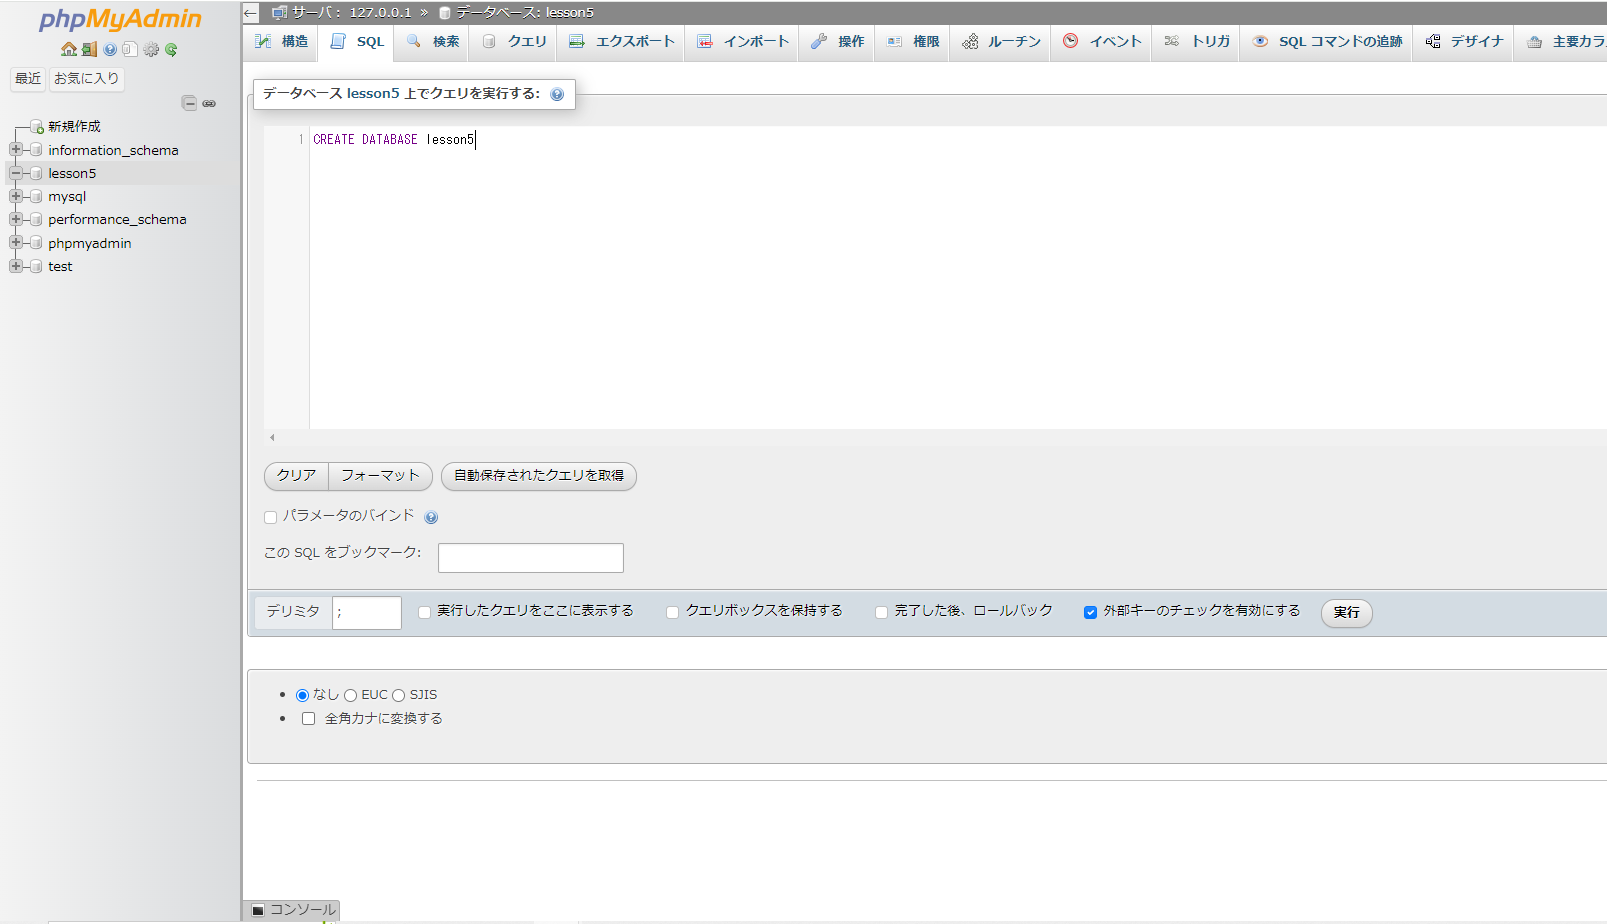 phpMyAdmin
最近 お気に入り
新規作成
information_schema
lesson5
mysql
performance_schema
phpmyadmin
test
サーバ: 127.0.0.1 » データベース: lesson5
構造 SQL 検索 クエリ エクスポート インポート 操作 権限 ルーチン イベント トリガ SQL コマンドの追跡 デザイナ 主要カラ
データベース lesson5 上でクエリを実行する:
1 CREATE DATABASE lesson5
クリア フォーマット 自動保存されたクエリを取得
パラメータのバインド
この SQL をブックマーク:
デリミタ ; 実行したクエリをここに表示する クエリボックスを保持する 完了した後、ロールバック 外部キーのチェックを有効にする 実行
なし EUC SJIS
全角カナに変換する
コンソール